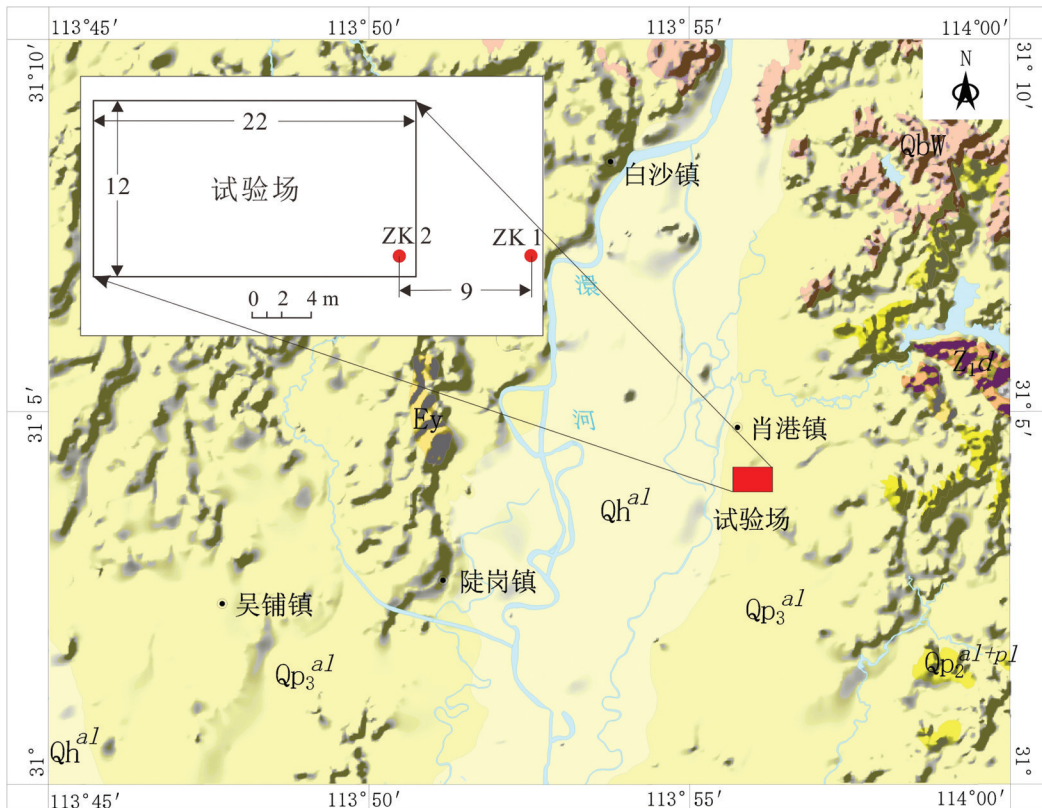 113°45′
113°50′
113°55′
114°00′
31°10′
31°10′
N
22
12
试验场
ZK 2
ZK 1
9
0 2 4 m
白沙镇
QbW
澴
河
Z₁d
31°5′
31°5′
Ey
肖港镇
Qhᵃˡ
试验场
陡岗镇
吴铺镇
Qp₃ᵃˡ
Qp₃ᵃˡ
Qp₂ᵃˡ⁺ᵖˡ
Qhᵃˡ
31°
31°
113°45′
113°50′
113°55′
114°00′